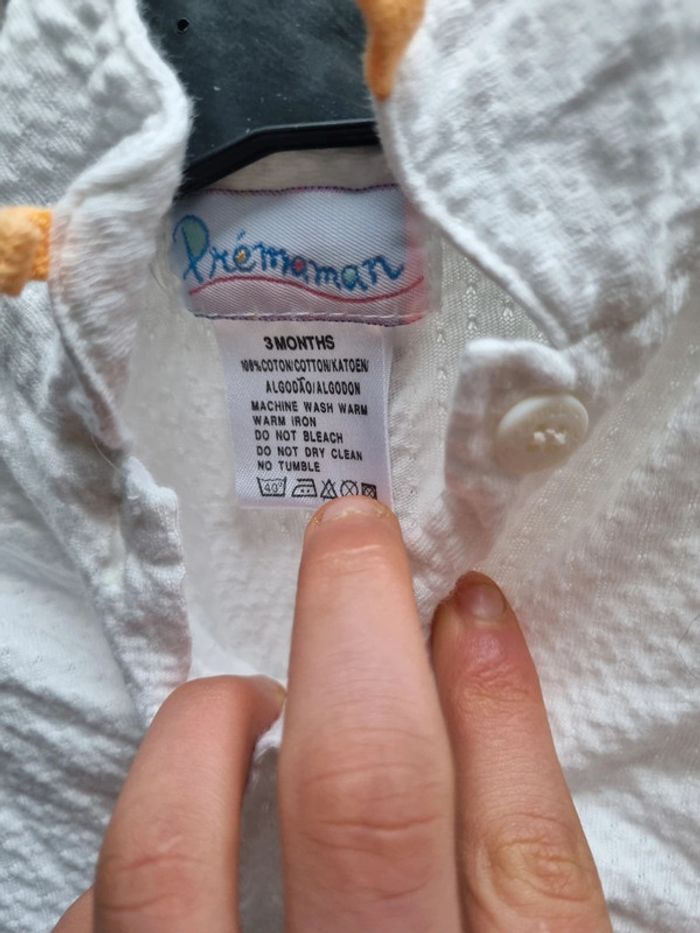 Prémaman
3 MONTHS
100% COTON/COTTON/KATOEN/
ALGODÃO/ALGODON
MACHINE WASH WARM
WARM IRON
DO NOT BLEACH
DO NOT DRY CLEAN
NO TUMBLE
40°